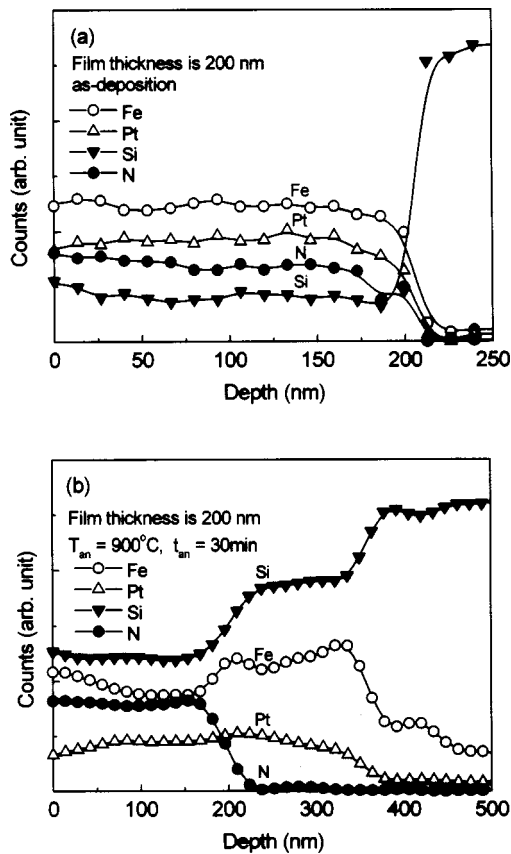 (a)
Film thickness is 200 nm
as-deposition
Fe
Pt
Si
N
Fe
Pt
N
Si
Counts (arb. unit)
0 50 100 150 200 250
Depth (nm)
(b)
Film thickness is 200 nm
Tan = 900°C, tan = 30min
Fe
Pt
Si
N
Si
Fe
Pt
N
Counts (arb. unit)
0 100 200 300 400 500
Depth (nm)